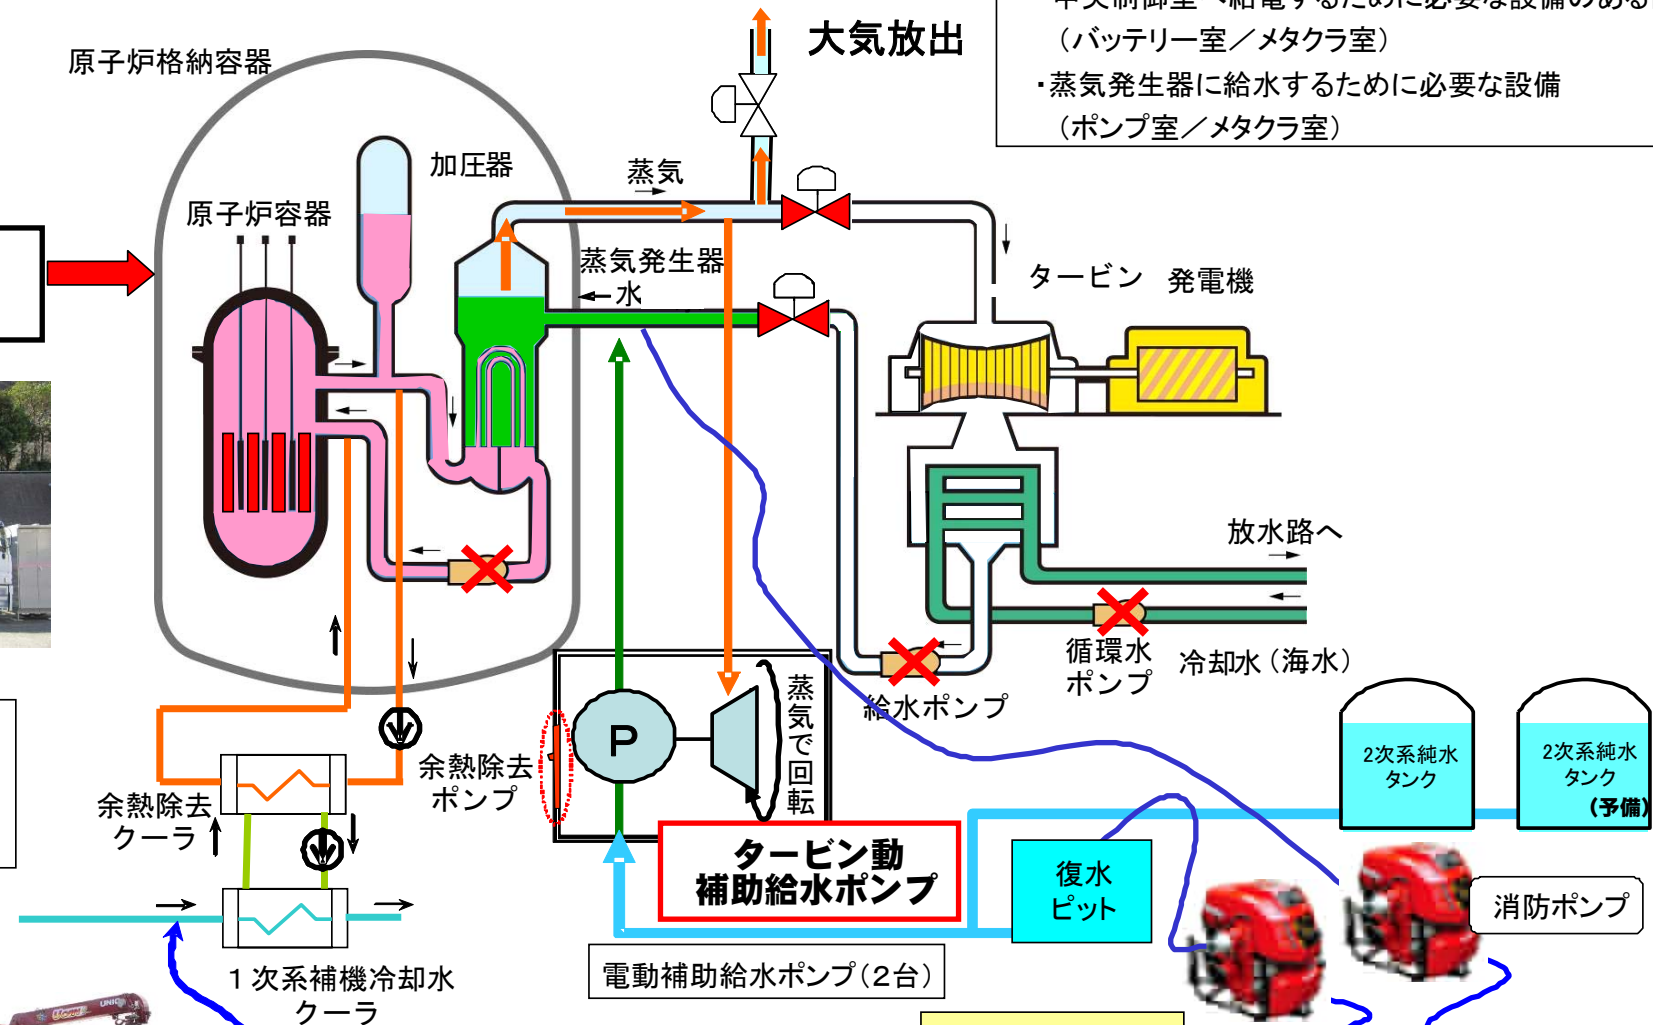 大気放出
（バッテリー室／メタクラ室）
・蒸気発生器に給水するために必要な設備
（ポンプ室／メタクラ室）
原子炉格納容器
加圧器
蒸気
原子炉容器
蒸気発生器
水
タービン
発電機
放水路へ
循環水
ポンプ
冷却水（海水）
給水ポンプ
蒸気で回転
P
余熱除去
ポンプ
余熱除去
クーラ
2次系純水
タンク
2次系純水
タンク
(予備)
タービン動
補助給水ポンプ
復水
ピット
消防ポンプ
電動補助給水ポンプ（２台）
１次系補機冷却水
クーラ
UNIC